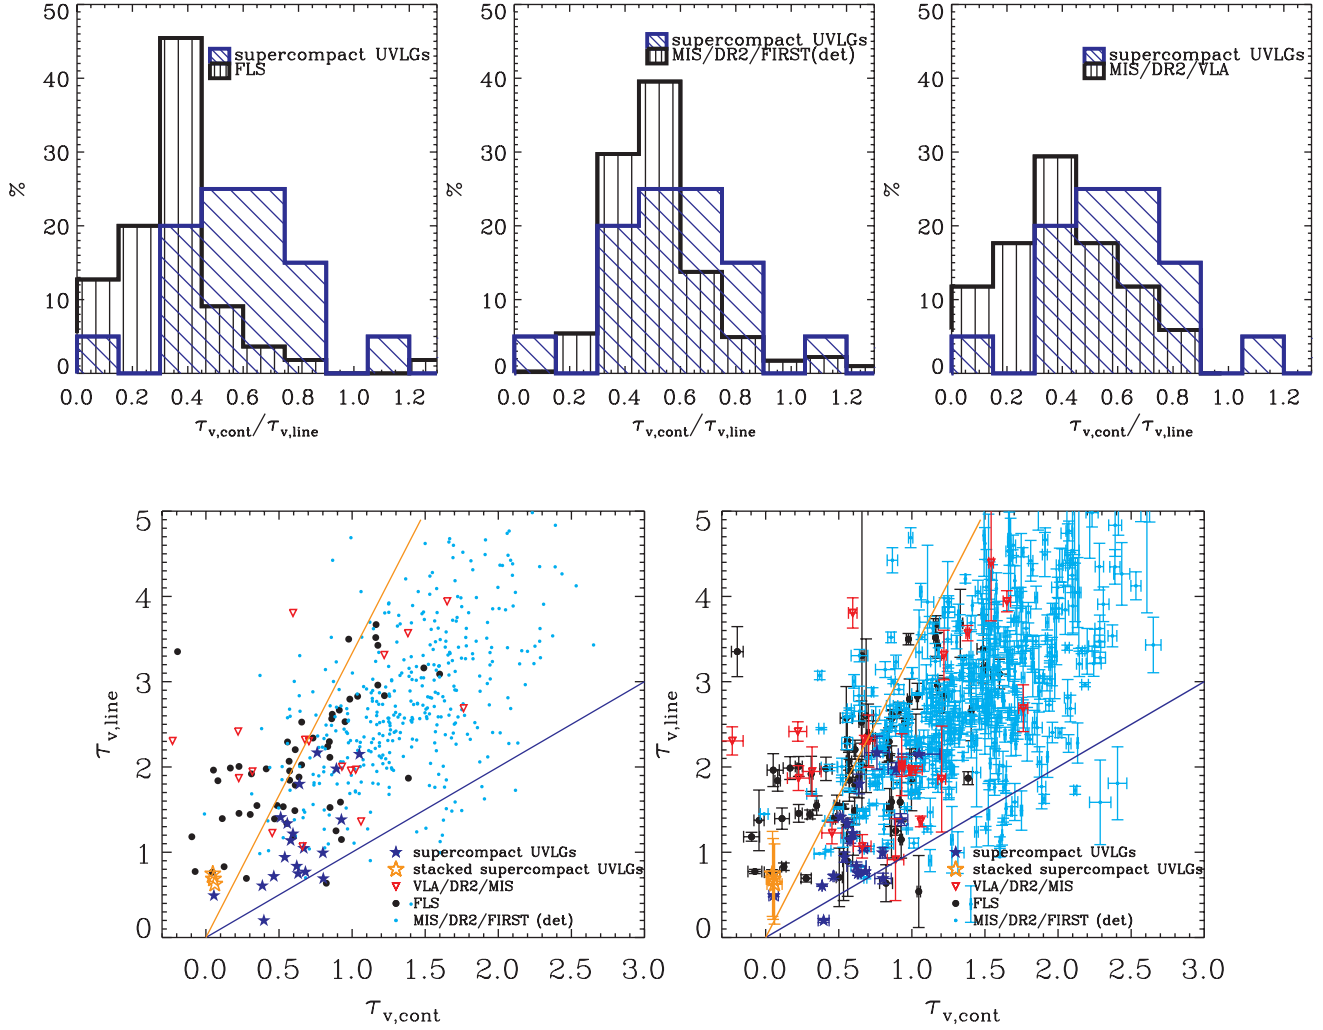 50
40
30
20
10
0
%
supercompact UVLGs
FLS
0.0 0.2 0.4 0.6 0.8 1.0 1.2
τv,cont/τv,line
50
40
30
20
10
0
%
supercompact UVLGs
MIS/DR2/FIRST(det)
0.0 0.2 0.4 0.6 0.8 1.0 1.2
τv,cont/τv,line
50
40
30
20
10
0
%
supercompact UVLGs
MIS/DR2/VLA
0.0 0.2 0.4 0.6 0.8 1.0 1.2
τv,cont/τv,line
5
4
3
2
1
0
τv,line
supercompact UVLGs
stacked supercompact UVLGs
VLA/DR2/MIS
FLS
MIS/DR2/FIRST (det)
0.0 0.5 1.0 1.5 2.0 2.5 3.0
τv,cont
5
4
3
2
1
0
τv,line
supercompact UVLGs
stacked supercompact UVLGs
VLA/DR2/MIS
FLS
MIS/DR2/FIRST (det)
0.0 0.5 1.0 1.5 2.0 2.5 3.0
τv,cont